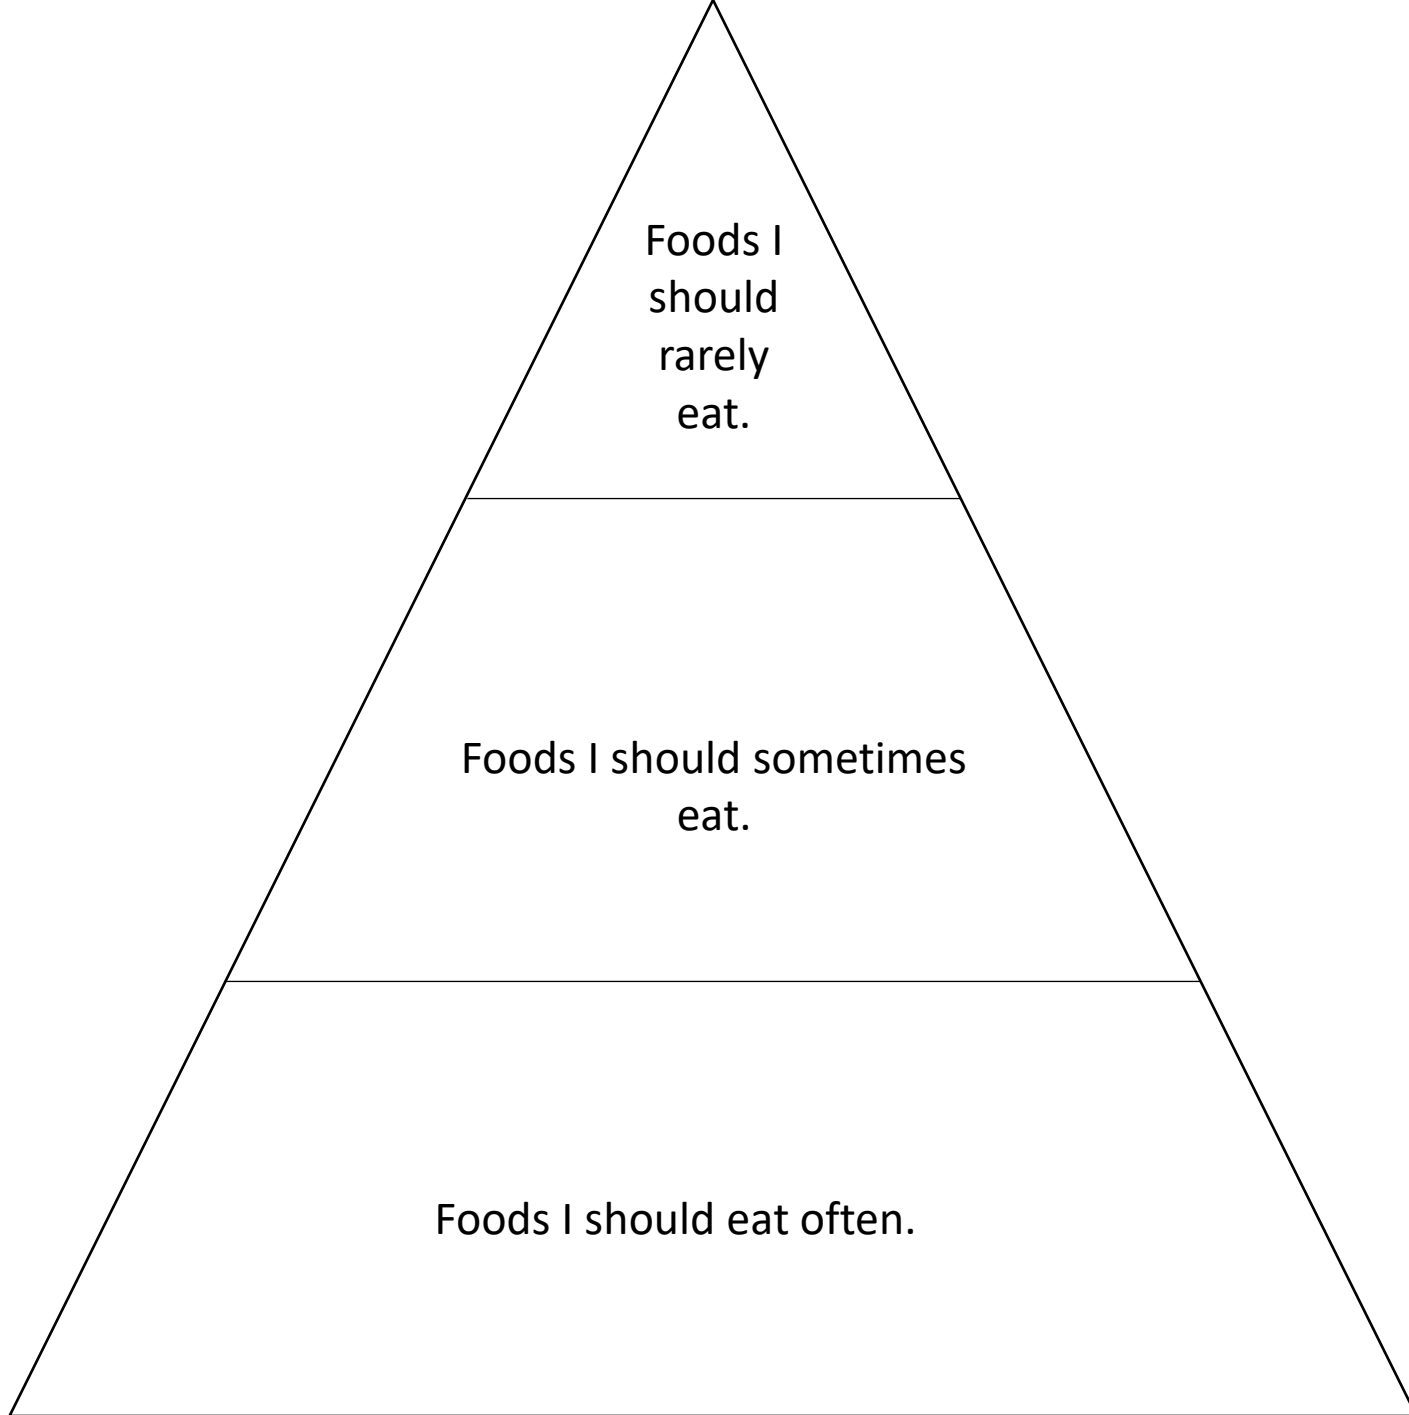 Foods I
should
rarely
eat.
Foods I should sometimes
eat.
Foods I should eat often.